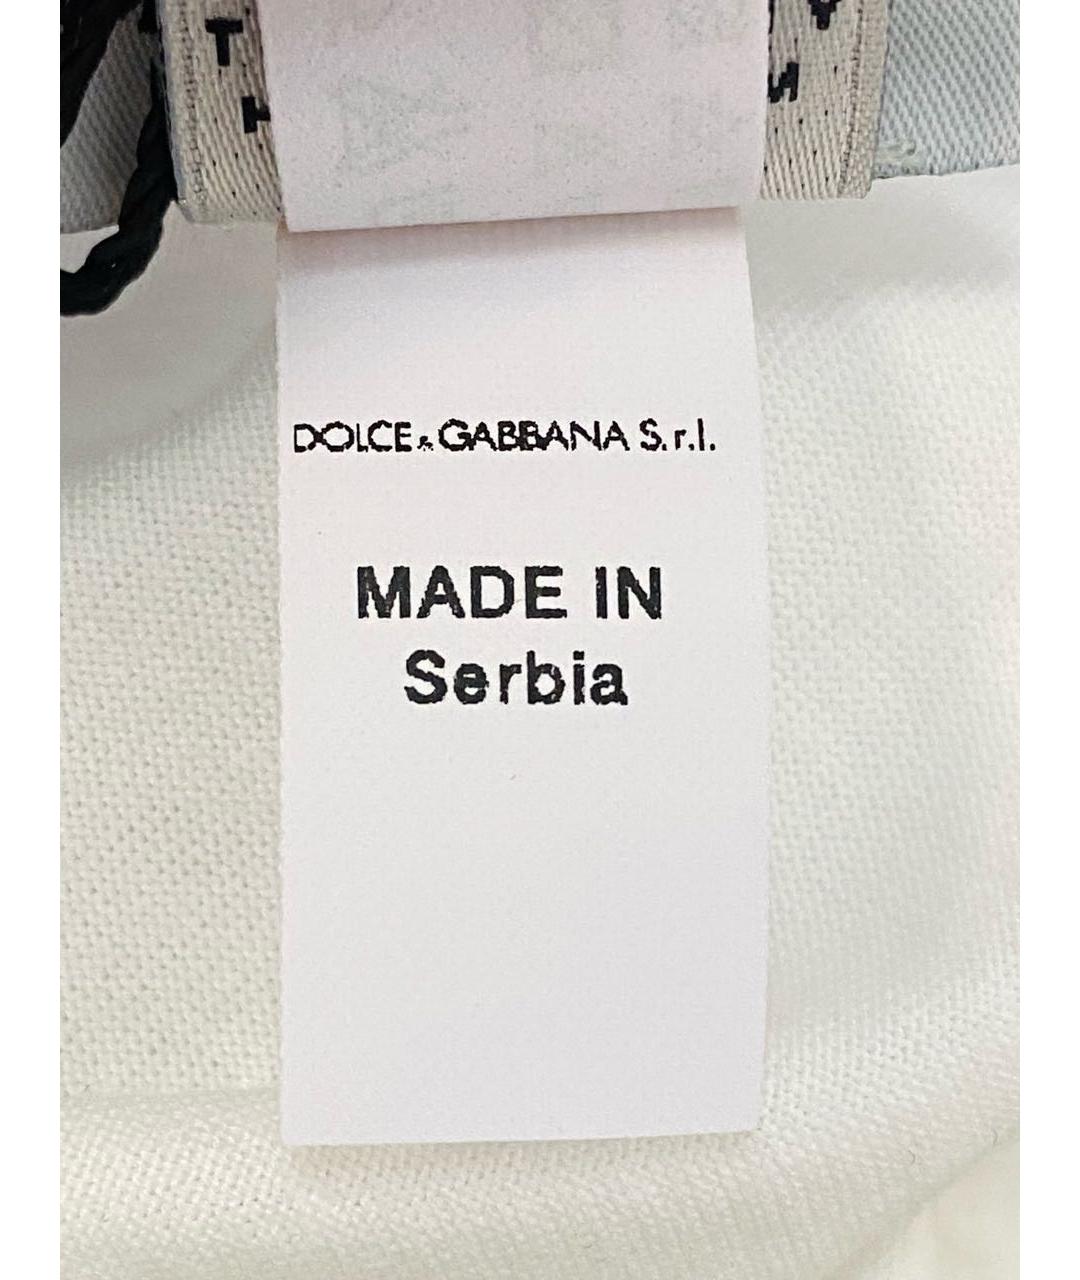 DOLCE & GABBANA S.r.l.
MADE IN
Serbia